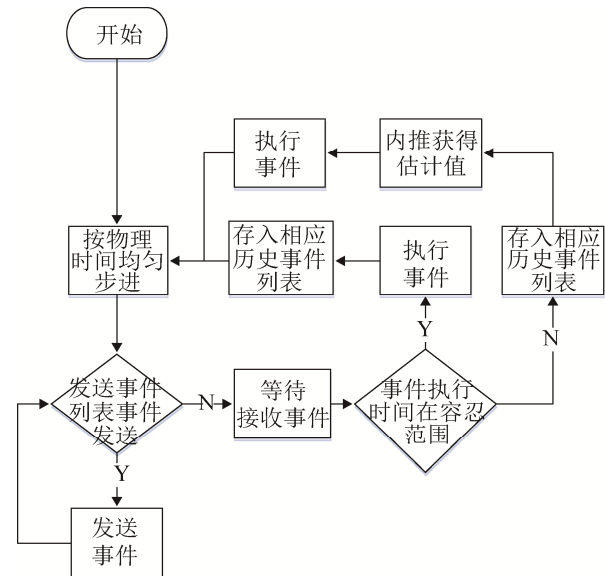 开始
执行
事件
内推获得
估计值
按物理
时间均匀
步进
存入相应
历史事件
列表
执行
事件
存入相应
历史事件
列表
Y
N
发送事件
列表事件
发送
N
等待
接收事件
事件执行
时间在容忍
范围
Y
发送
事件